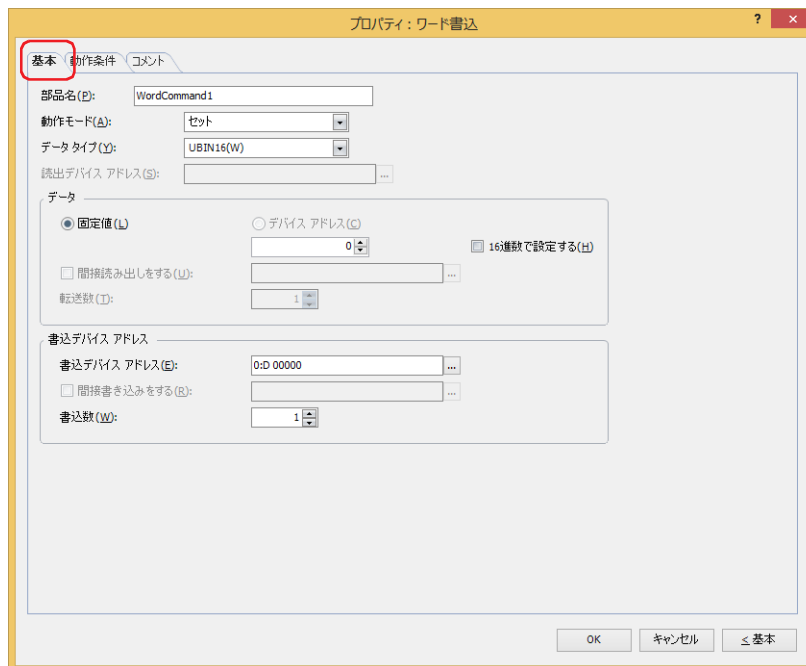 プロパティ：ワード書込
? ×
基本 動作条件 コメント
部品名(P): WordCommand1
動作モード(A): セット
データ タイプ(Y): UBIN16(W)
読出デバイス アドレス(S): ...
データ
固定値(L) デバイス アドレス(C)
0 16進数で設定する(H)
間接読み出しをする(U): ...
転送数(T): 1
書込デバイス アドレス
書込デバイス アドレス(E): 0:D 00000 ...
間接書き込みをする(R): ...
書込数(W): 1
OK キャンセル < 基本